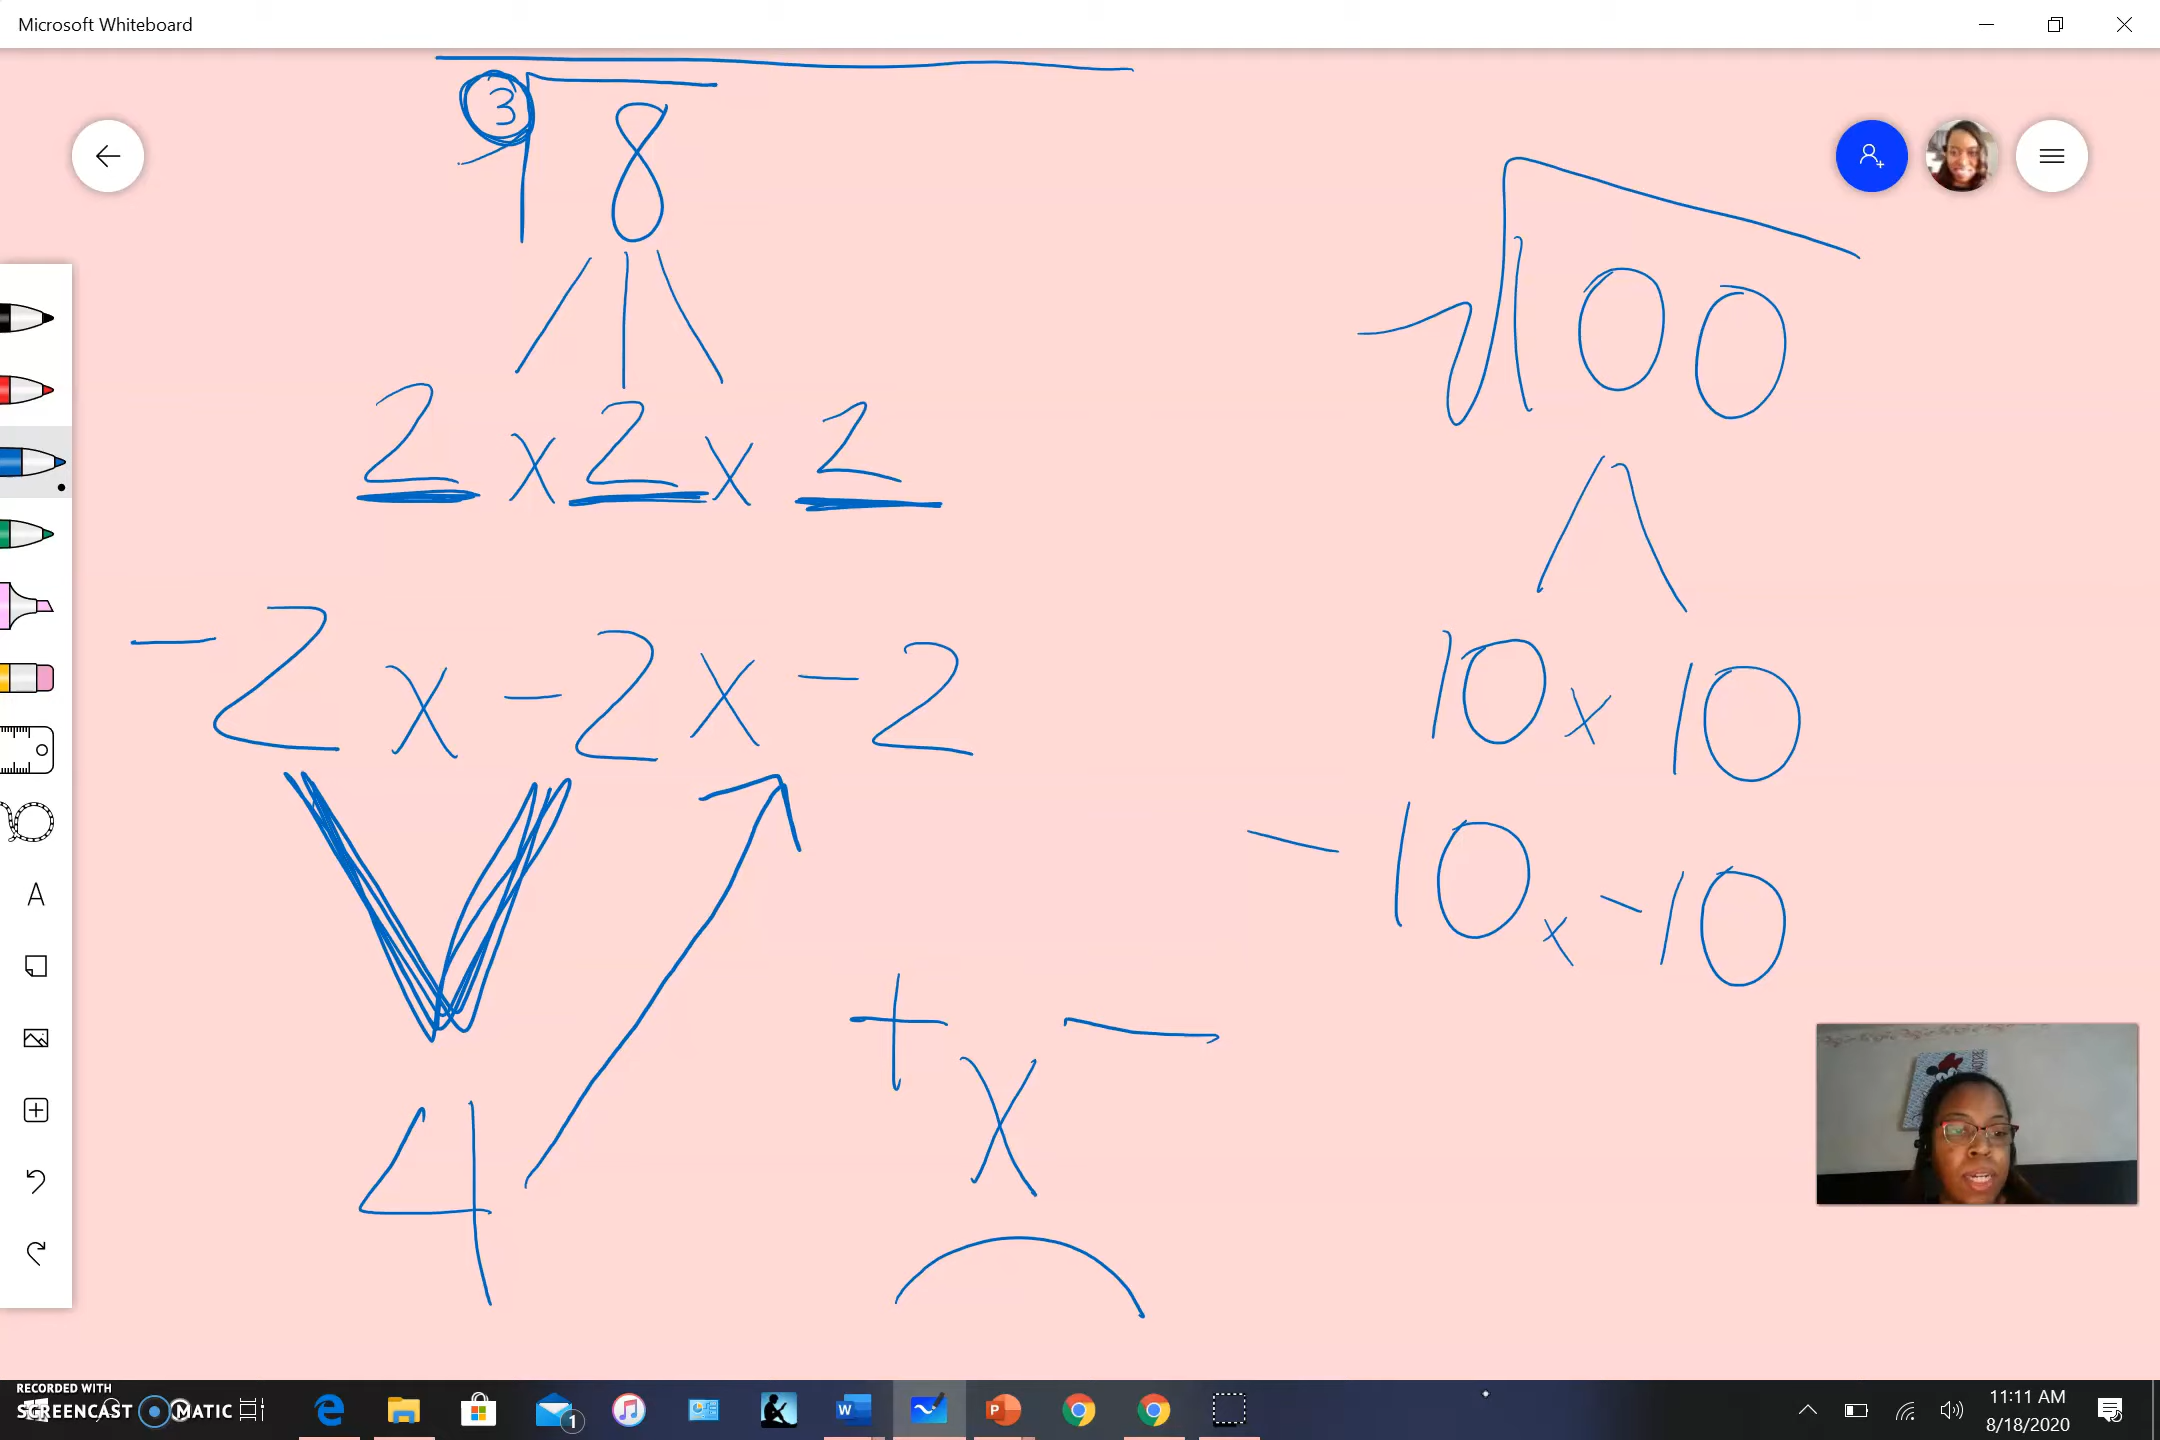 Microsoft Whiteboard
3 8
2 x 2 x 2
-2 x -2 x -2
4
+ x -
√100
10 x 10
-10 x -10
A
RECORDED WITH
SCREENCAST MATIC
1
11:11 AM
8/18/2020